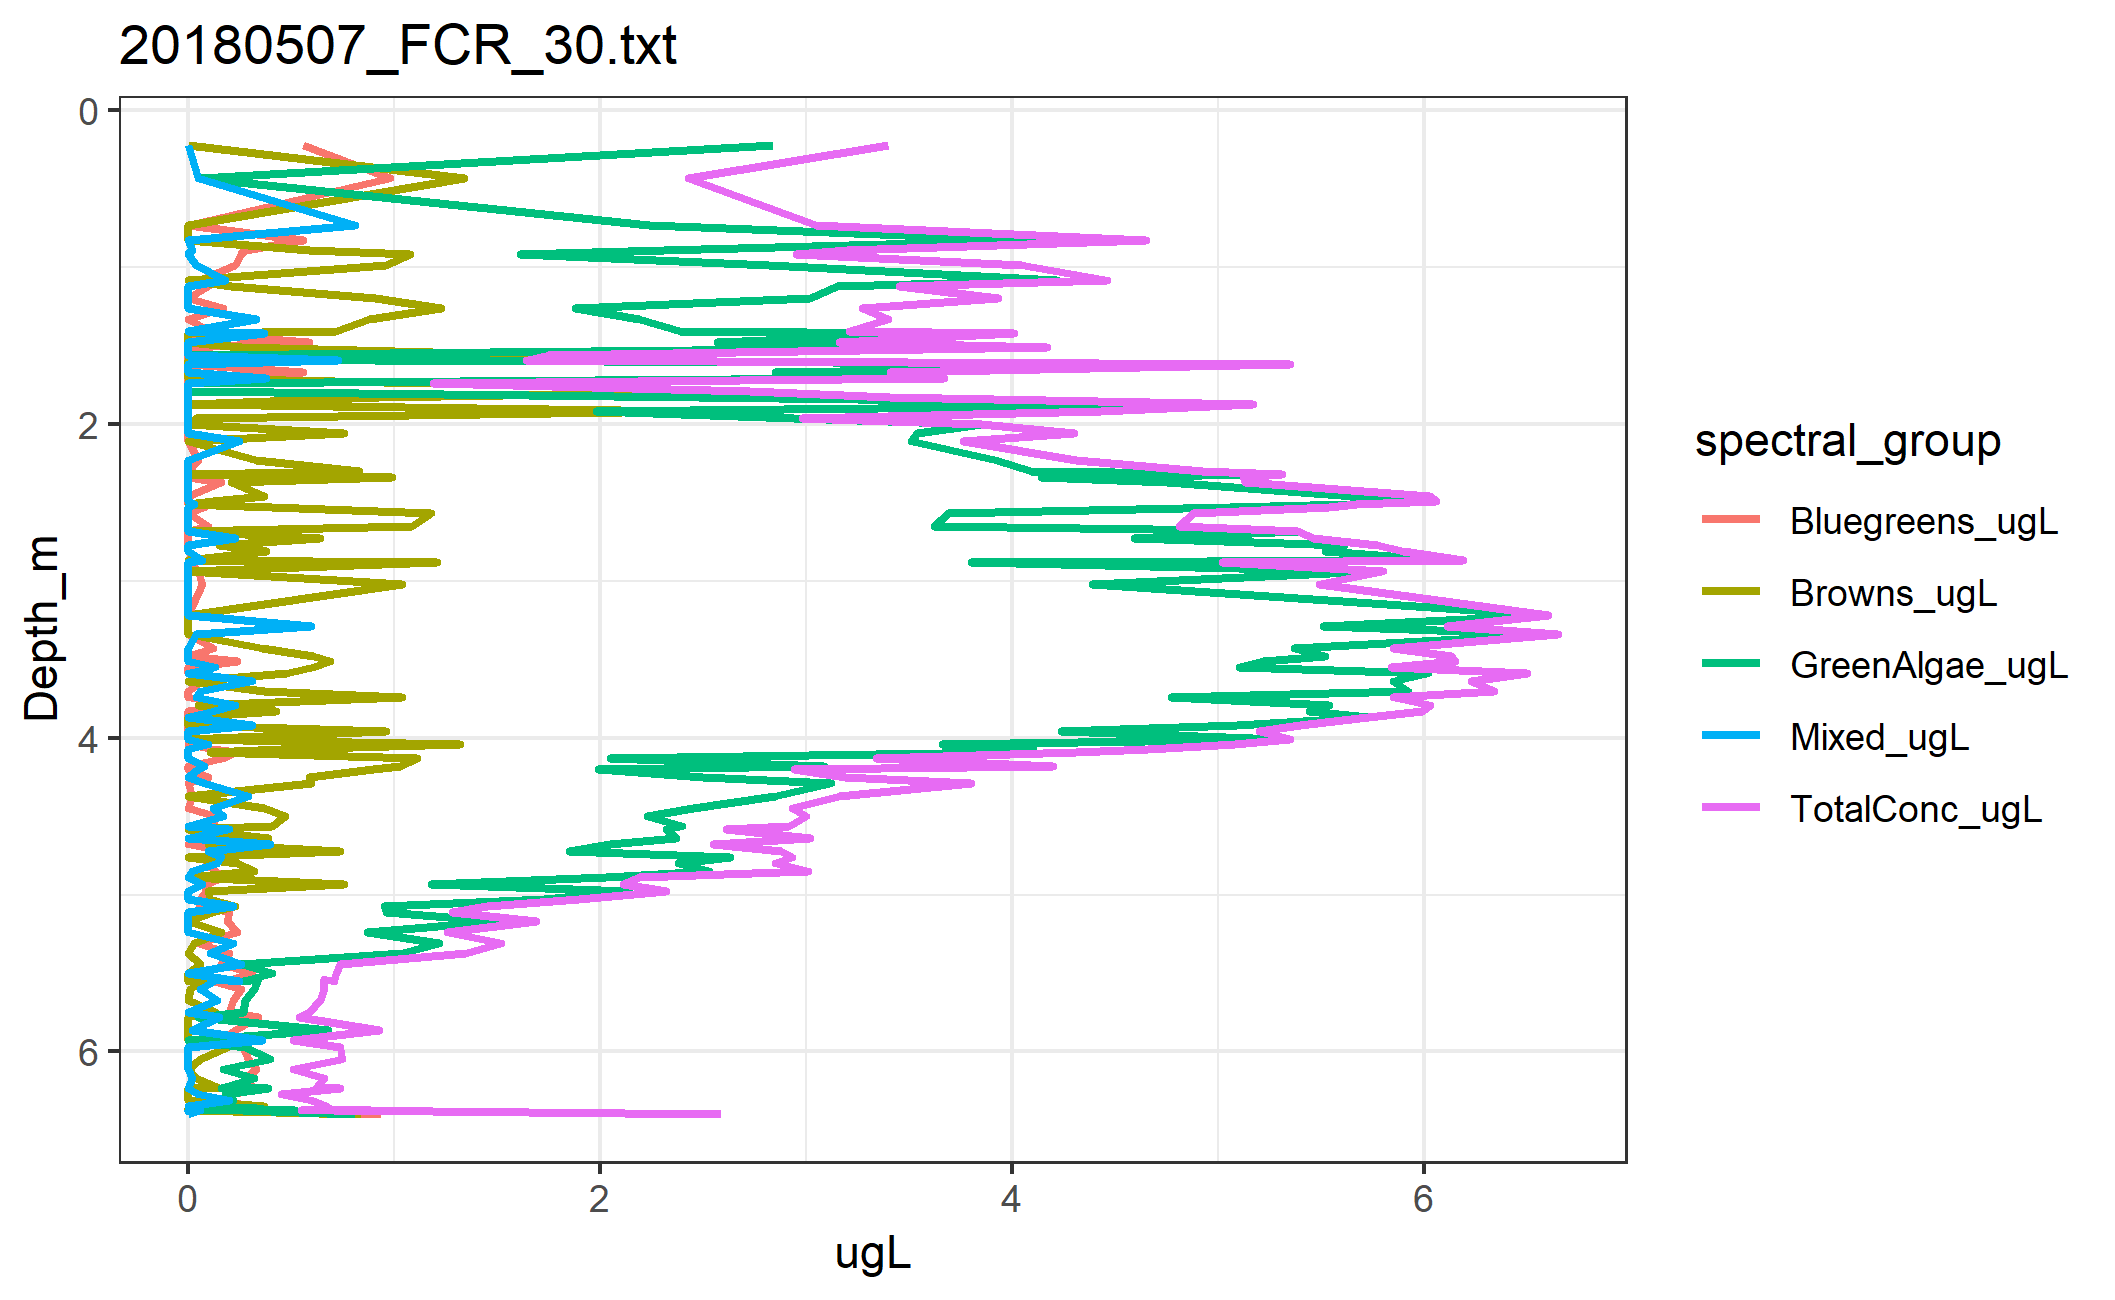 20180507_FCR_30.txt
0
2
4
6
Depth_m
0
2
4
6
ugL
spectral_group
Bluegreens_ugL
Browns_ugL
GreenAlgae_ugL
Mixed_ugL
TotalConc_ugL